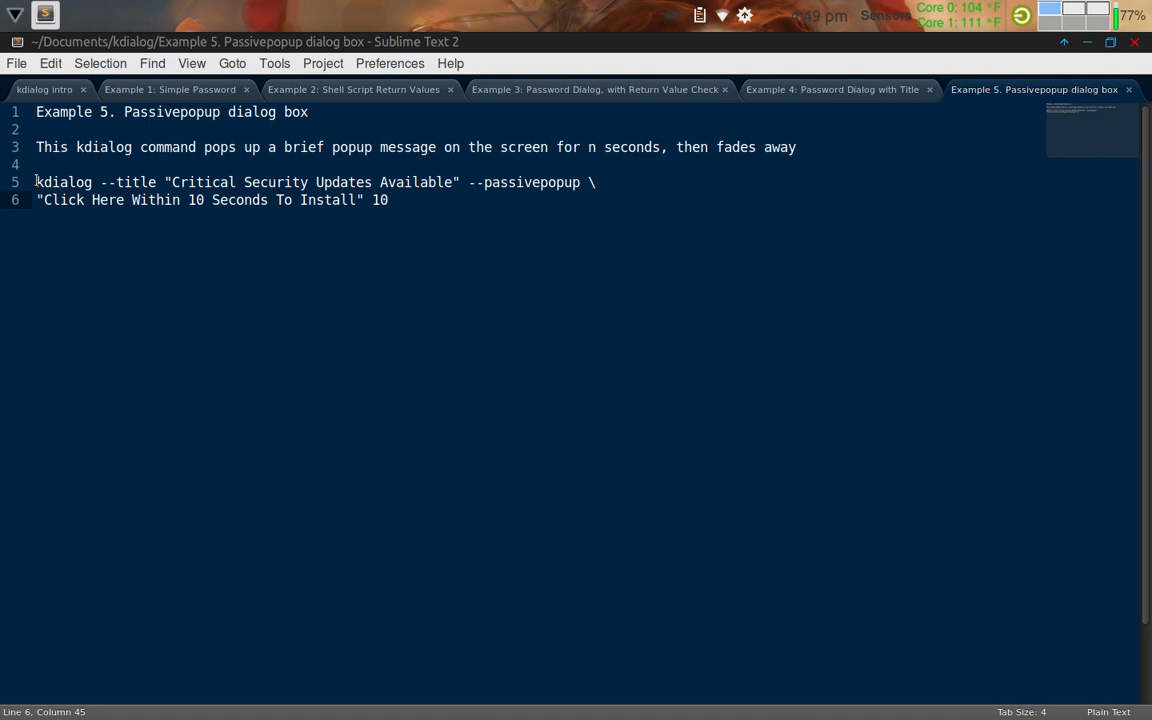 :49 pm
Sensors
Core 0: 104 °F
Core 1: 111 °F
77%
~/Documents/kdialog/Example 5. Passivepopup dialog box - Sublime Text 2
File Edit Selection Find View Goto Tools Project Preferences Help
kdialog intro × Example 1: Simple Password × Example 2: Shell Script Return Values × Example 3: Password Dialog, with Return Value Check × Example 4: Password Dialog with Title × Example 5. Passivepopup dialog box ×
1 Example 5. Passivepopup dialog box
2
3 This kdialog command pops up a brief popup message on the screen for n seconds, then fades away
4
5 kdialog --title "Critical Security Updates Available" --passivepopup \
6 "Click Here Within 10 Seconds To Install" 10
Line 6, Column 45 Tab Size: 4 Plain Text